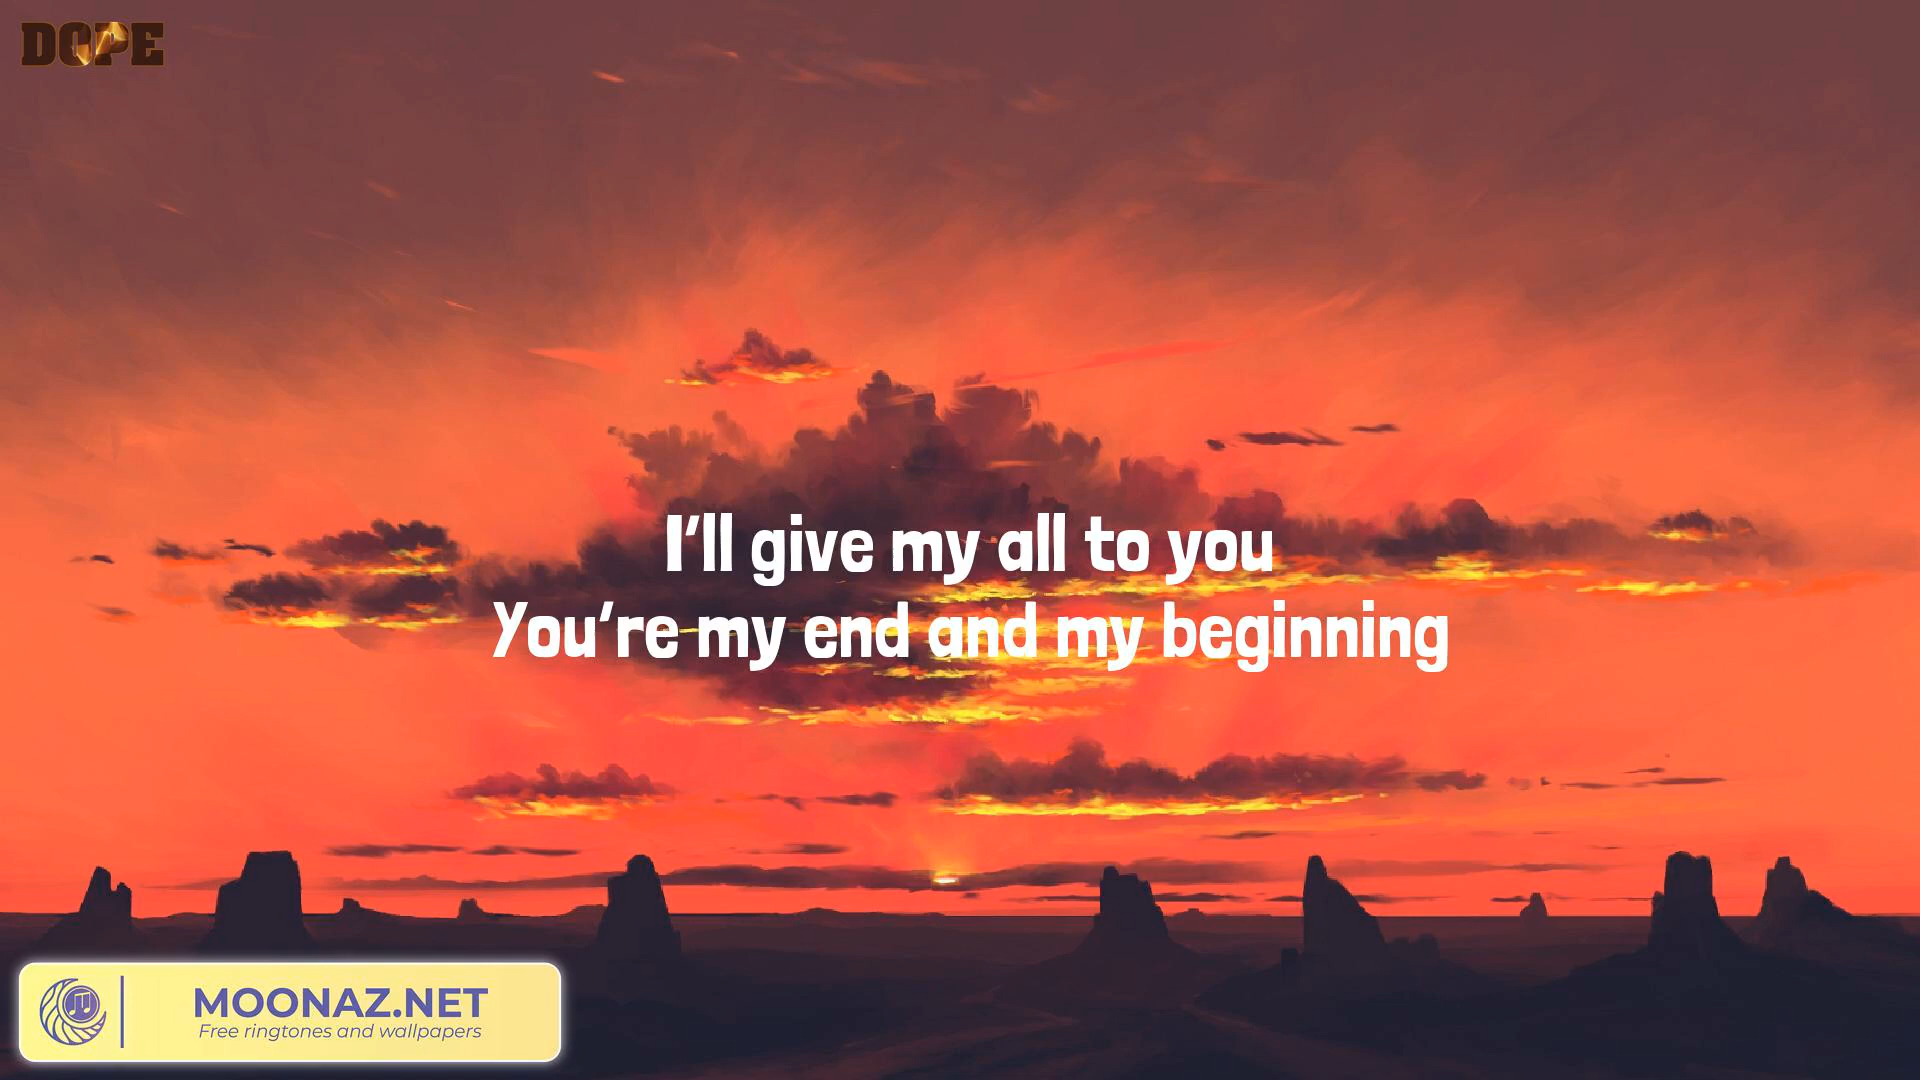 DOPE
I'll give my all to you
You're my end and my beginning
MOONAZ.NET
Free ringtones and wallpapers